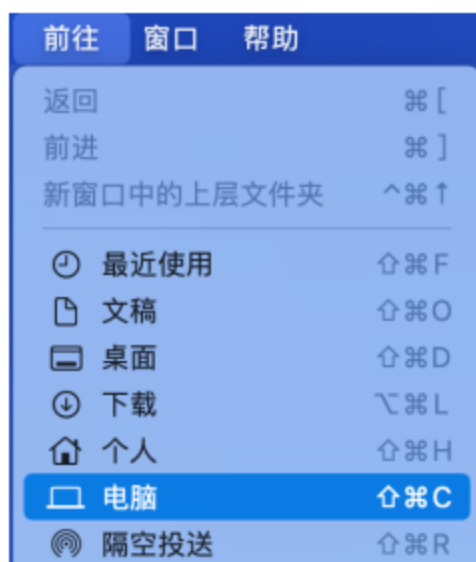 前往 窗口 帮助
返回 ⌘[
前进 ⌘]
新窗口中的上层文件夹 ^⌘↑
最近使用 ⇧⌘F
文稿 ⇧⌘O
桌面 ⇧⌘D
下载 ⌥⌘L
个人 ⇧⌘H
电脑 ⇧⌘C
隔空投送 ⇧⌘R